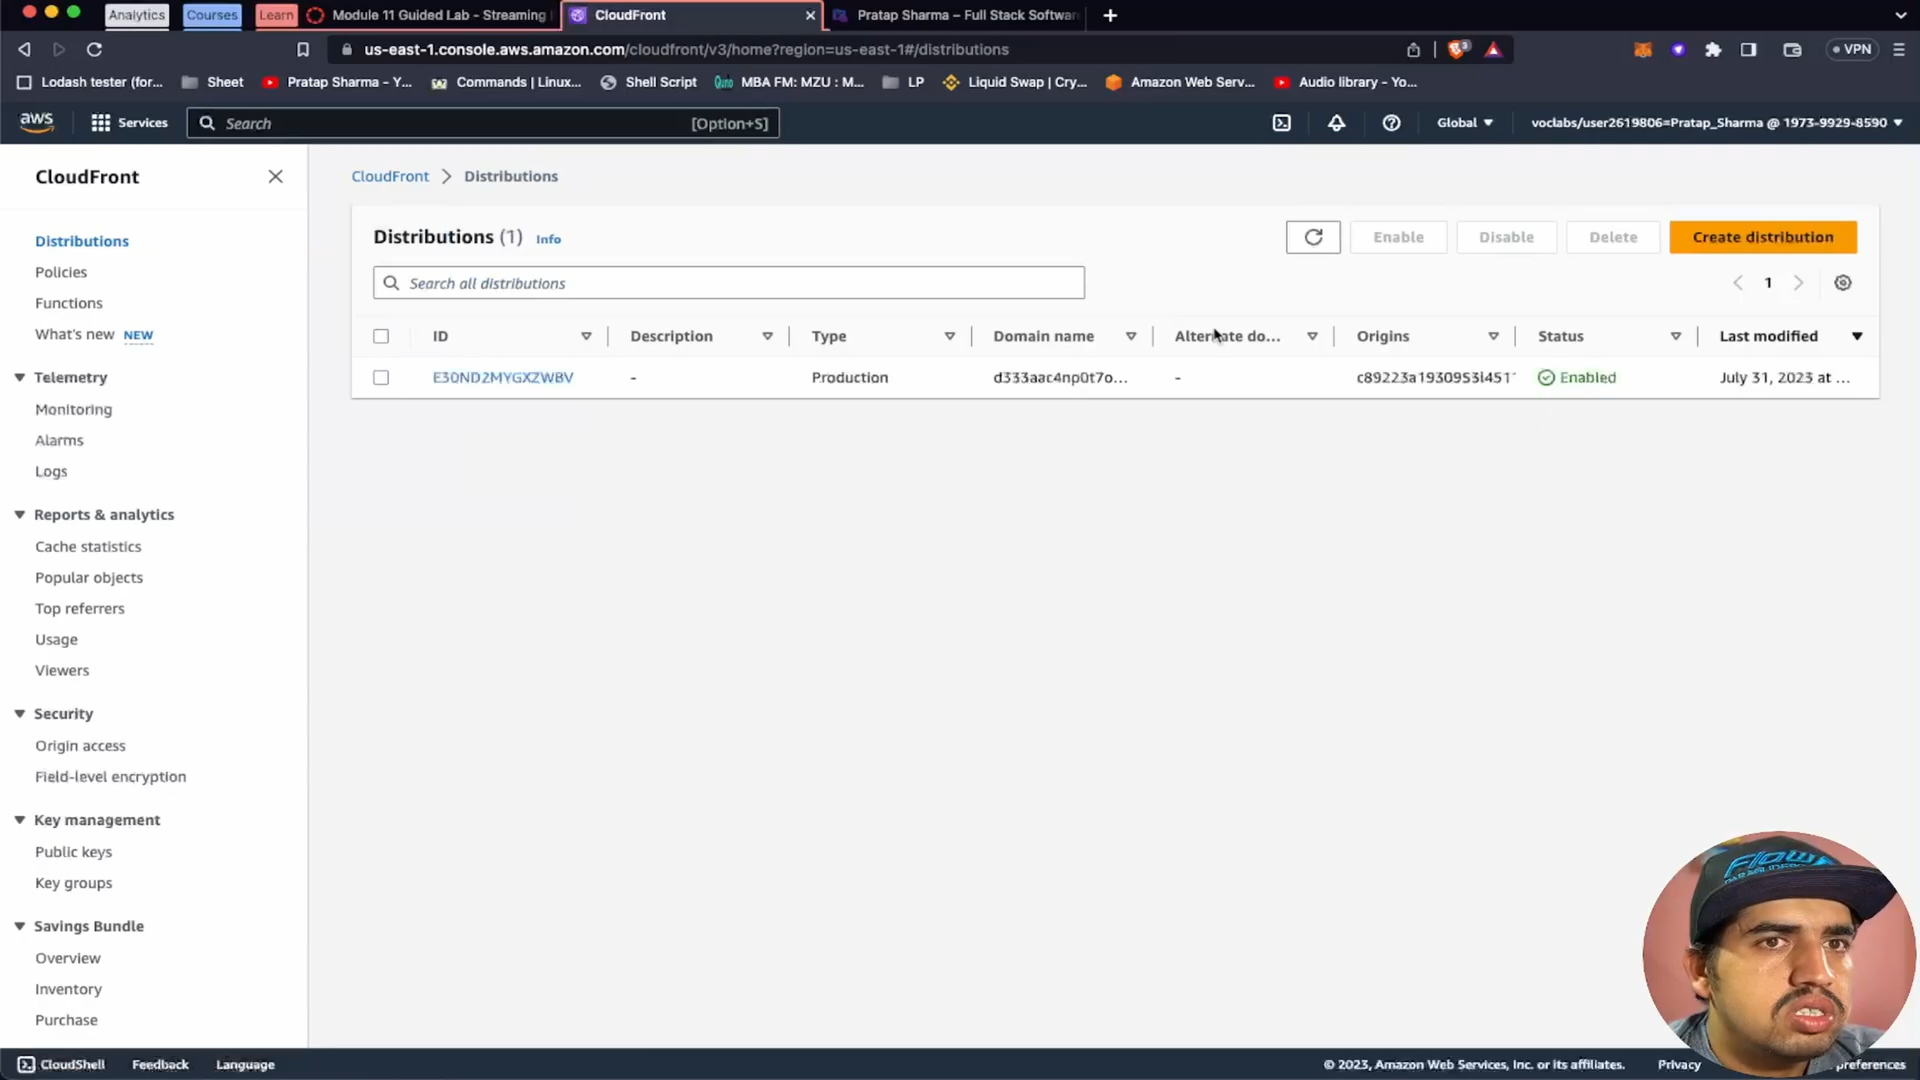 Analytics Courses Learn Module 11 Guided Lab - Streaming CloudFront Pratap Sharma – Full Stack Softwar
us-east-1.console.aws.amazon.com/cloudfront/v3/home?region=us-east-1#/distributions VPN
Lodash tester (for... Sheet Pratap Sharma - Y... Commands | Linux... Shell Script MBA FM: MZU : M... LP Liquid Swap | Cry... Amazon Web Serv... Audio library - Yo...
aws Services Search [Option+S] Global voclabs/user2619806=Pratap_Sharma @ 1973-9929-8590
CloudFront
Distributions
Policies
Functions
What's new NEW
Telemetry
Monitoring
Alarms
Logs
Reports & analytics
Cache statistics
Popular objects
Top referrers
Usage
Viewers
Security
Origin access
Field-level encryption
Key management
Public keys
Key groups
Savings Bundle
Overview
Inventory
Purchase
CloudFront > Distributions
Distributions (1) Info Enable Disable Delete Create distribution
Search all distributions 1
ID Description Type Domain name Alternate do... Origins Status Last modified
E30ND2MYGXZWBV - Production d333aac4np0t7o... - c89223a1930953l451 Enabled July 31, 2023 at ...
Flow
CloudShell Feedback Language © 2023, Amazon Web Services, Inc. or its affiliates. Privacy preferences